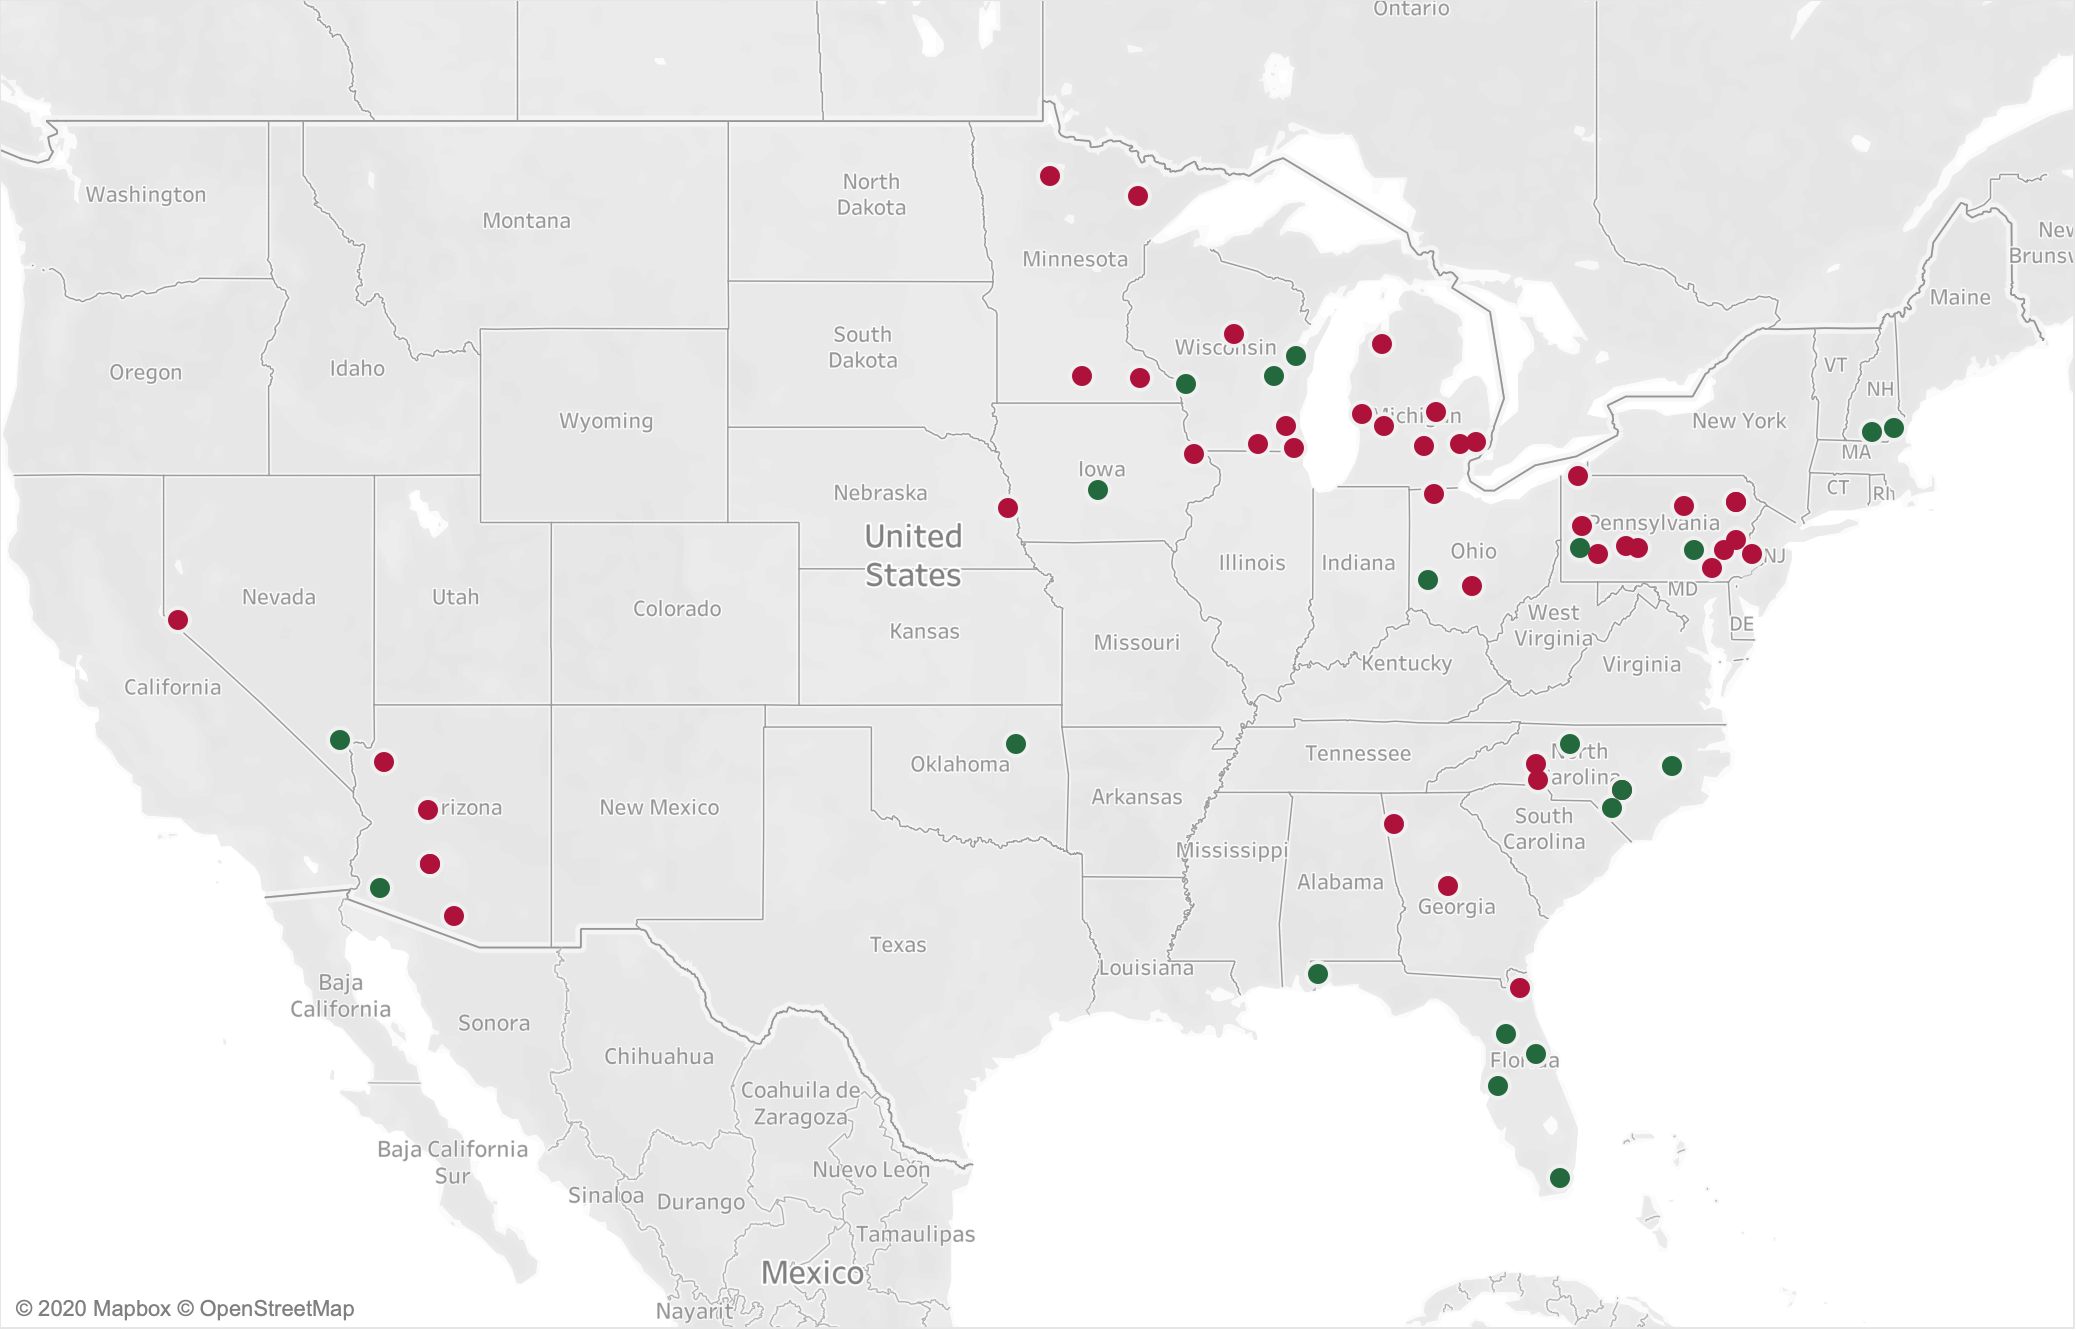 Ontario
Washington
Montana
North
Dakota
Minnesota
New
Brunsw
Maine
Oregon
Idaho
South
Dakota
Wisconsin
VT
NH
Wyoming
Michigan
New York
MA
Iowa
CT
RI
Nebraska
Pennsylvania
United
States
Ohio
NJ
Illinois
Indiana
MD
Nevada
Utah
Colorado
Kansas
West
Virginia
DE
Missouri
Kentucky
Virginia
California
Oklahoma
Tennessee
North
Carolina
Arkansas
rizona
New Mexico
South
Carolina
Mississippi
Alabama
Georgia
Texas
Louisiana
Baja
California
Sonora
Chihuahua
Florida
Coahuila de
Zaragoza
Baja California
Sur
Nuevo León
Sinaloa
Durango
Tamaulipas
Mexico
Nayarit
© 2020 Mapbox © OpenStreetMap